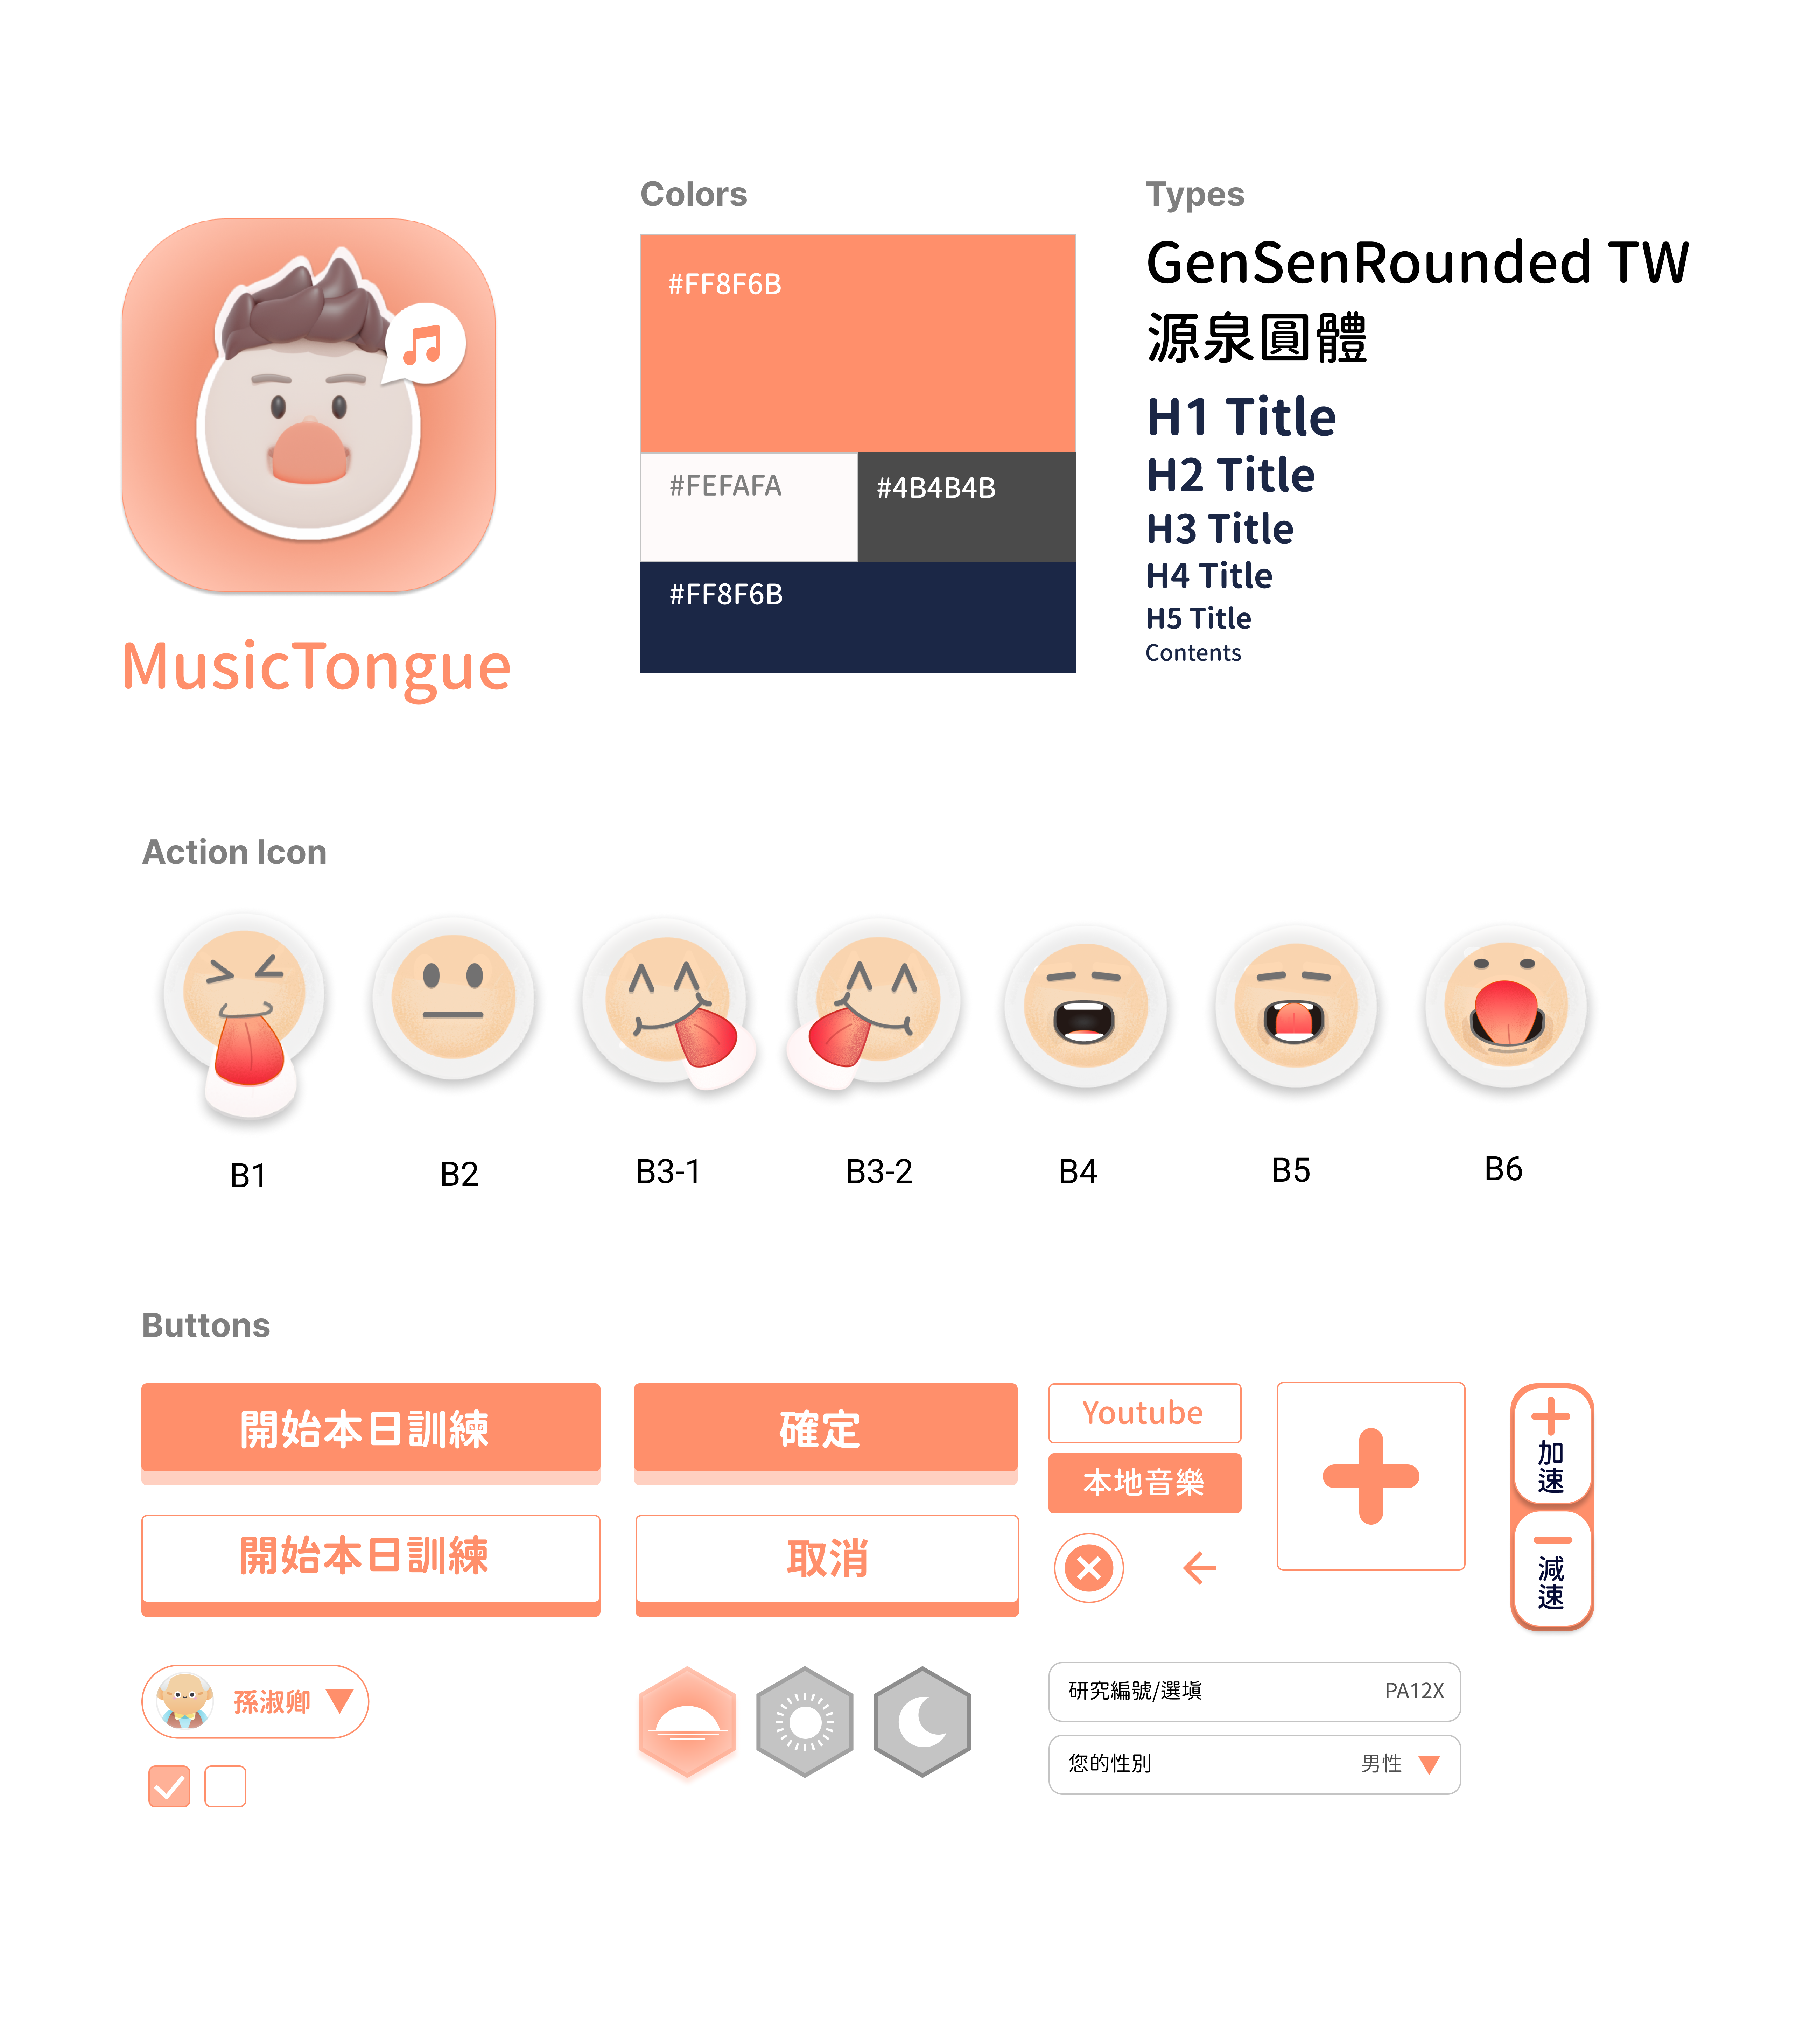 MusicTongue
Colors
#FF8F6B
#FEFAFA
#4B4B4B
#FF8F6B
Types
GenSenRounded TW
源泉圓體
H1 Title
H2 Title
H3 Title
H4 Title
H5 Title
Contents
Action Icon
B1
B2
B3-1
B3-2
B4
B5
B6
Buttons
開始本日訓練
確定
Youtube
本地音樂
加速
減速
開始本日訓練
取消
孫淑卿
研究編號/選填
PA12X
您的性別
男性